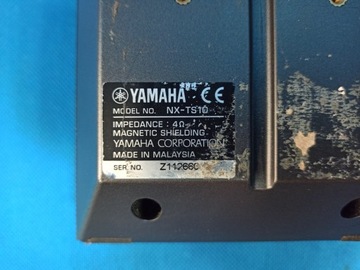 YAMAHA CE
MODEL NO. NX-TS10
IMPEDANCE : 4Ω
MAGNETIC SHIELDING
YAMAHA CORPORATION
MADE IN MALAYSIA
SER. NO.